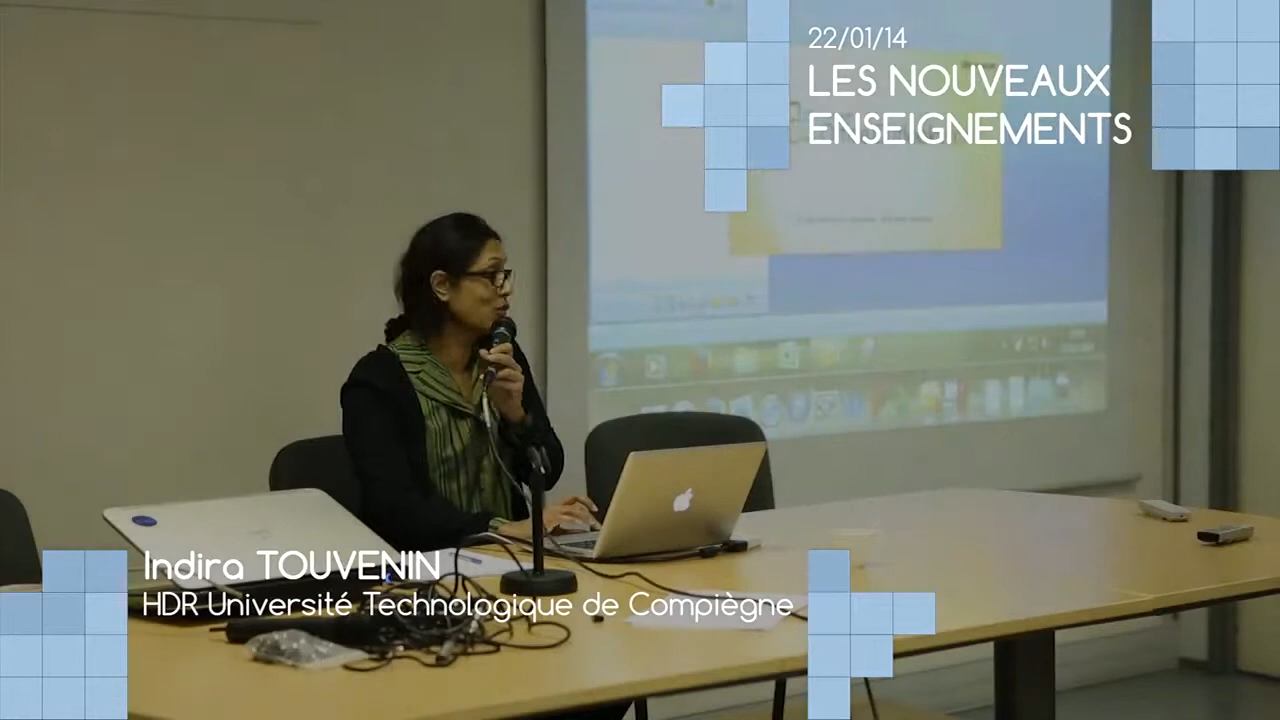 22/01/14
LES NOUVEAUX
ENSEIGNEMENTS
Indira TOUVENIN
HDR Université Technologique de Compiègne